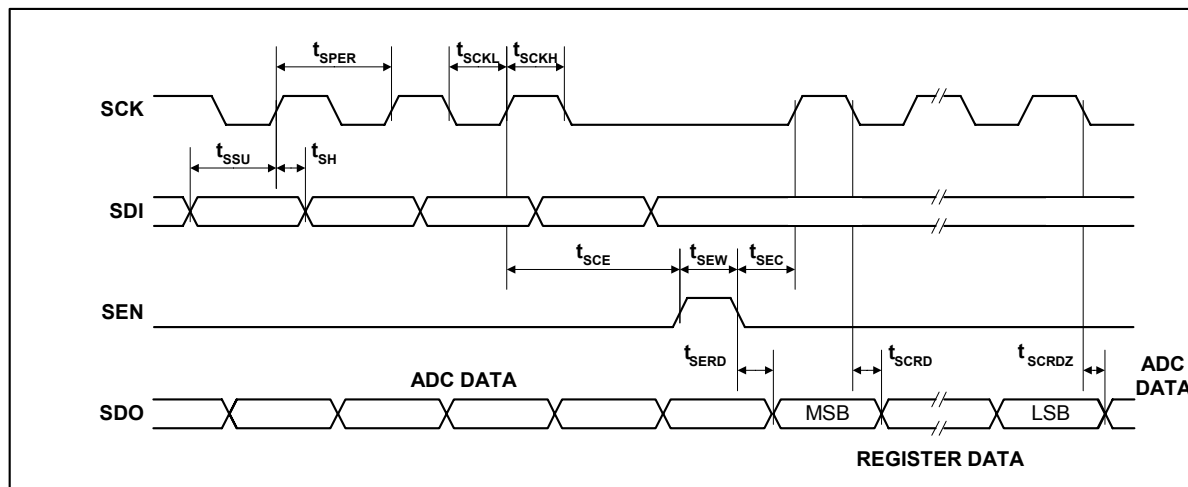 tSPER
tSCKL
tSCKH
SCK
tSSU
tSH
SDI
tSCE
tSEW
tSEC
SEN
tSERD
tSCRD
tSCRDZ
ADC DATA
ADC
DATA
SDO
MSB
LSB
REGISTER DATA